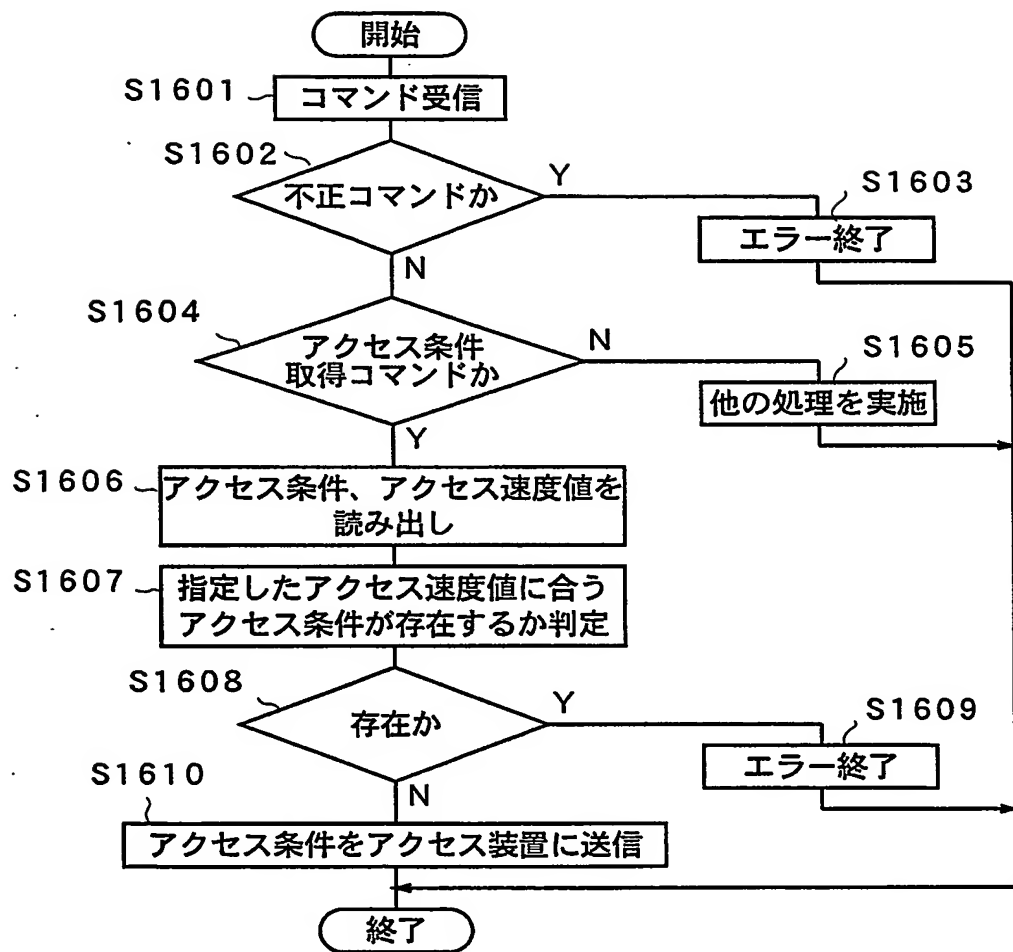 開始
S1601
コマンド受信
S1602
不正コマンドか
Y
S1603
エラー終了
N
S1604
アクセス条件
取得コマンドか
N
S1605
他の処理を実施
Y
S1606
アクセス条件、アクセス速度値を
読み出し
S1607
指定したアクセス速度値に合う
アクセス条件が存在するか判定
S1608
存在か
Y
S1609
エラー終了
N
S1610
アクセス条件をアクセス装置に送信
終了